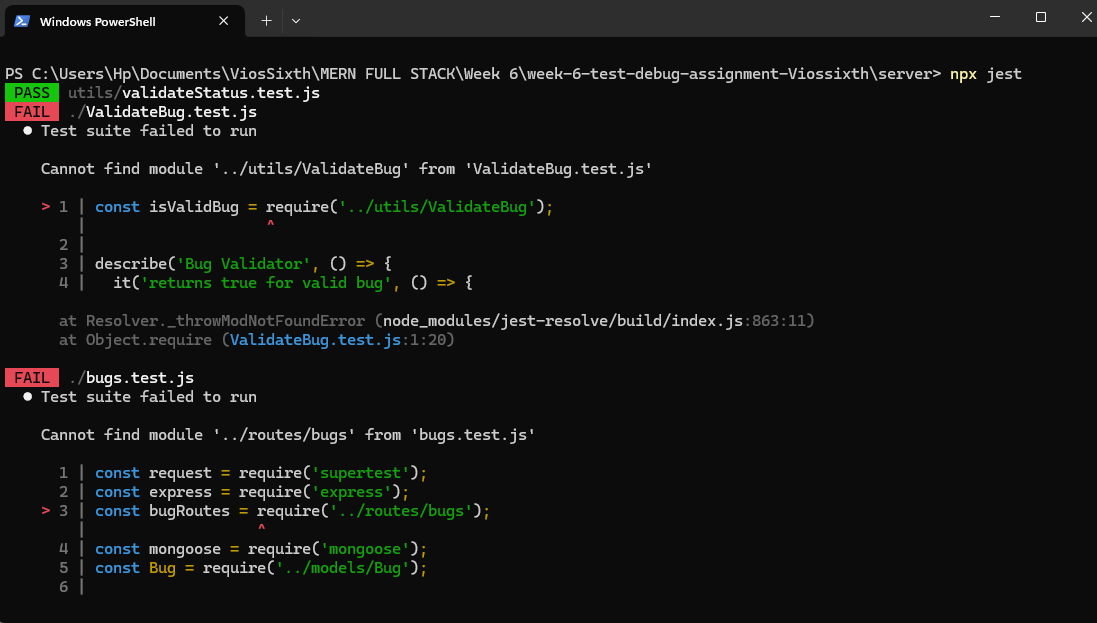 Windows PowerShell
PS C:\Users\Hp\Documents\ViosSixth\MERN FULL STACK\Week 6\week-6-test-debug-assignment-Viossixth\server> npx jest
PASS utils/validateStatus.test.js
FAIL ./ValidateBug.test.js
● Test suite failed to run
Cannot find module '../utils/ValidateBug' from 'ValidateBug.test.js'
> 1 | const isValidBug = require('../utils/ValidateBug');
| ^
2 |
3 | describe('Bug Validator', () => {
4 | it('returns true for valid bug', () => {
at Resolver._throwModNotFoundError (node_modules/jest-resolve/build/index.js:863:11)
at Object.require (ValidateBug.test.js:1:20)
FAIL ./bugs.test.js
● Test suite failed to run
Cannot find module '../routes/bugs' from 'bugs.test.js'
1 | const request = require('supertest');
2 | const express = require('express');
> 3 | const bugRoutes = require('../routes/bugs');
| ^
4 | const mongoose = require('mongoose');
5 | const Bug = require('../models/Bug');
6 |